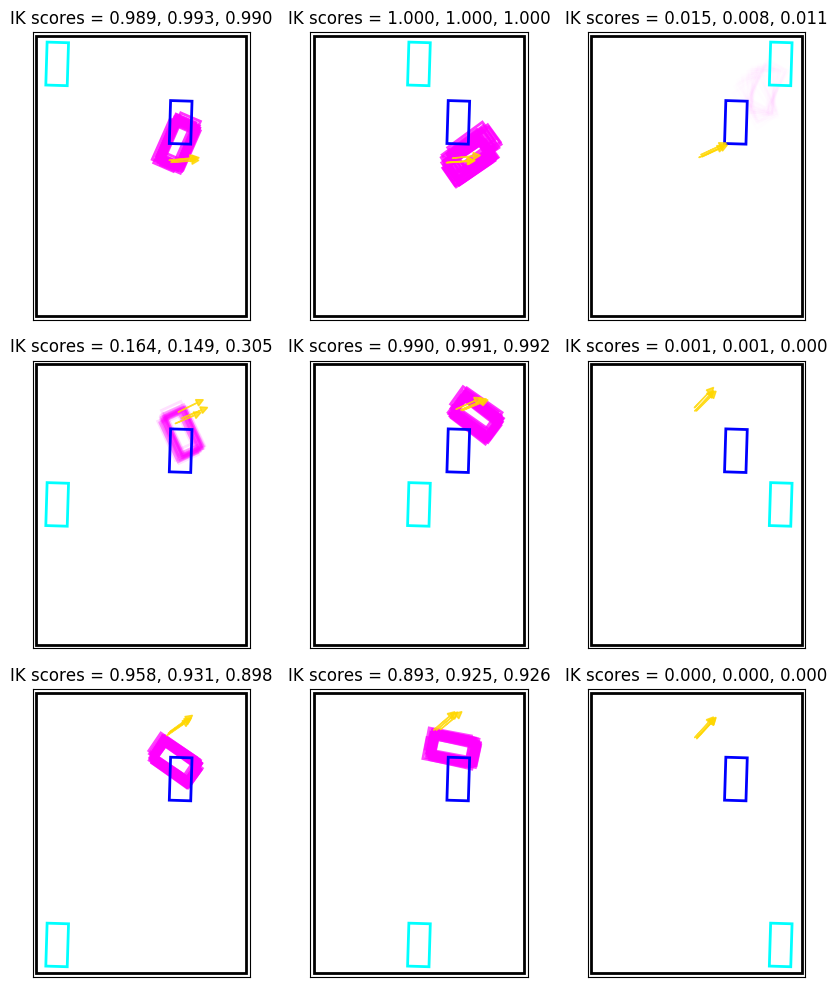 IK scores = 0.989, 0.993, 0.990
IK scores = 1.000, 1.000, 1.000
IK scores = 0.015, 0.008, 0.011
IK scores = 0.164, 0.149, 0.305
IK scores = 0.990, 0.991, 0.992
IK scores = 0.001, 0.001, 0.000
IK scores = 0.958, 0.931, 0.898
IK scores = 0.893, 0.925, 0.926
IK scores = 0.000, 0.000, 0.000